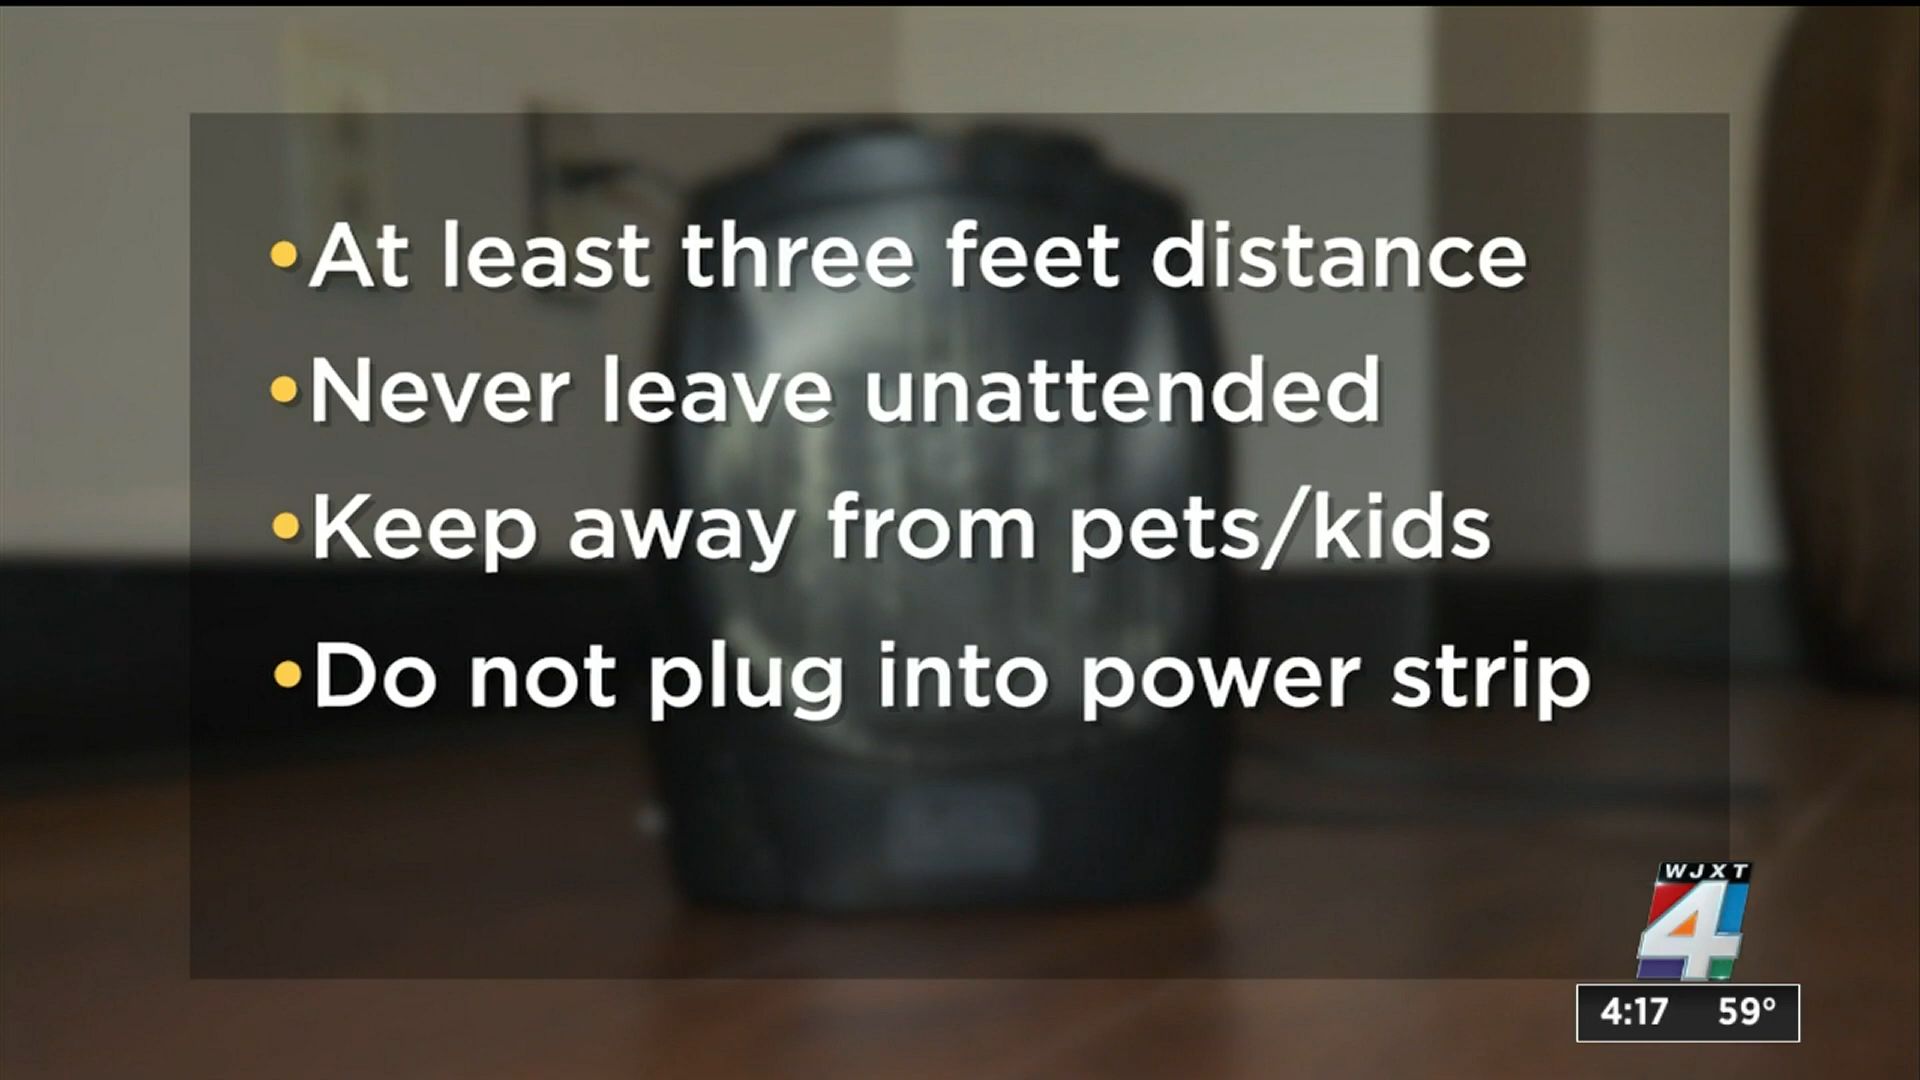 •At least three feet distance
•Never leave unattended
•Keep away from pets/kids
•Do not plug into power strip
WJXT
4
4:17 59°